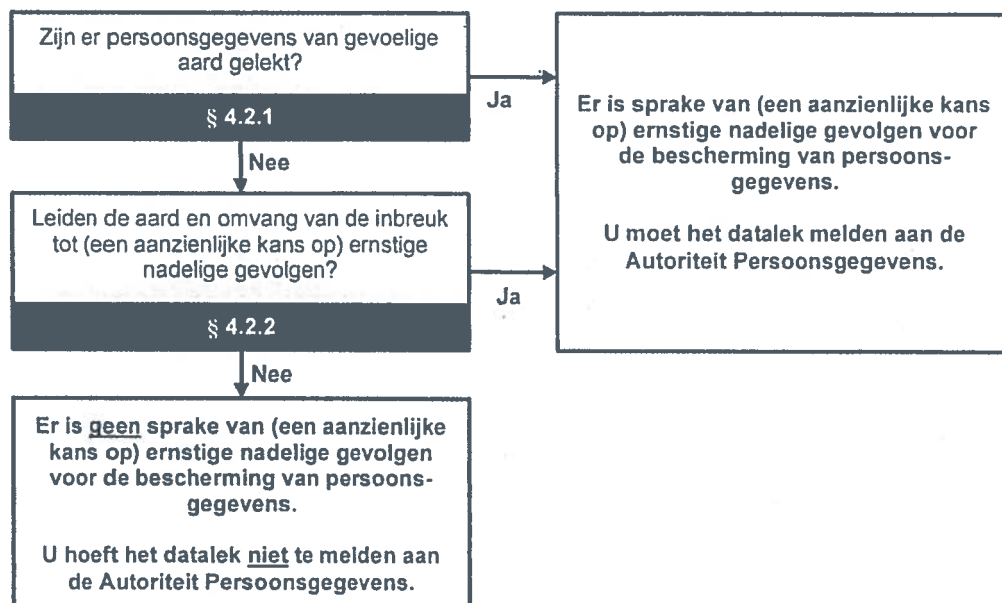 Zijn er persoonsgegevens van gevoelige
aard gelekt?
§ 4.2.1
Ja
Nee
Er is sprake van (een aanzienlijke kans
op) ernstige nadelige gevolgen voor
de bescherming van persoons-
gegevens.
U moet het datalek melden aan de
Autoriteit Persoonsgegevens.
Leiden de aard en omvang van de inbreuk
tot (een aanzienlijke kans op) ernstige
nadelige gevolgen?
§ 4.2.2
Ja
Nee
Er is geen sprake van (een aanzienlijke
kans op) ernstige nadelige gevolgen
voor de bescherming van persoons-
gegevens.
U hoeft het datalek niet te melden aan
de Autoriteit Persoonsgegevens.